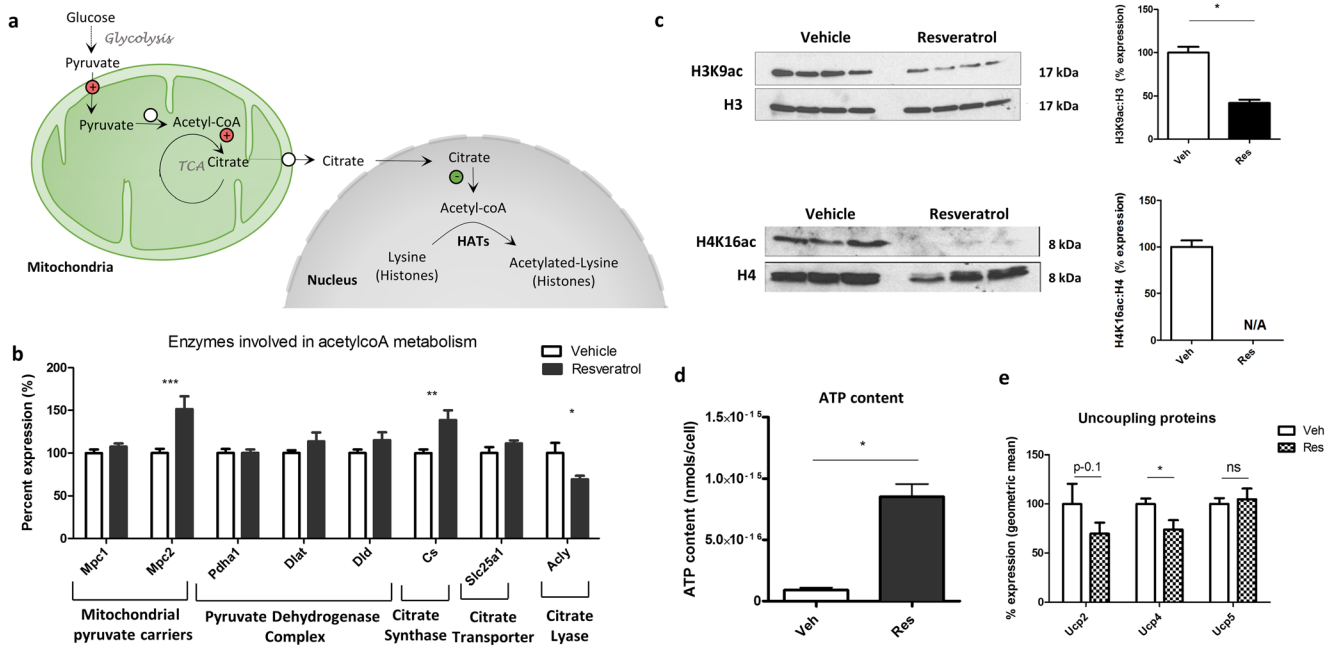 a
Glucose
Glycolysis
Pyruvate
+
Pyruvate
Acetyl-CoA
+
TCA
Citrate
Citrate
Citrate
-
Acetyl-coA
HATs
Lysine
(Histones)
Acetylated-Lysine
(Histones)
Mitochondria
Nucleus
b
Enzymes involved in acetylcoA metabolism
Vehicle
Resveratrol
Percent expression (%)
200
150
100
50
0
***
**
*
Mpc1
Mpc2
Pdha1
Dlat
Dld
Cs
Slc25a1
Acly
Mitochondrial
pyruvate carriers
Pyruvate Dehydrogenase
Complex
Citrate
Synthase
Citrate
Transporter
Citrate
Lyase
c
Vehicle
Resveratrol
H3K9ac
17 kDa
H3
17 kDa
H3K9ac:H3 (% expression)
150
100
50
0
*
Veh
Res
Vehicle
Resveratrol
H4K16ac
8 kDa
H4
8 kDa
H4K16ac:H4 (% expression)
150
100
50
0
N/A
Veh
Res
d
ATP content
ATP content (nmols/cell)
1.5×10-15
1.0×10-15
5.0×10-16
0
*
Veh
Res
e
Uncoupling proteins
Veh
Res
% expression (geometric mean)
150
100
50
0
p-0.1
*
ns
Ucp2
Ucp4
Ucp5